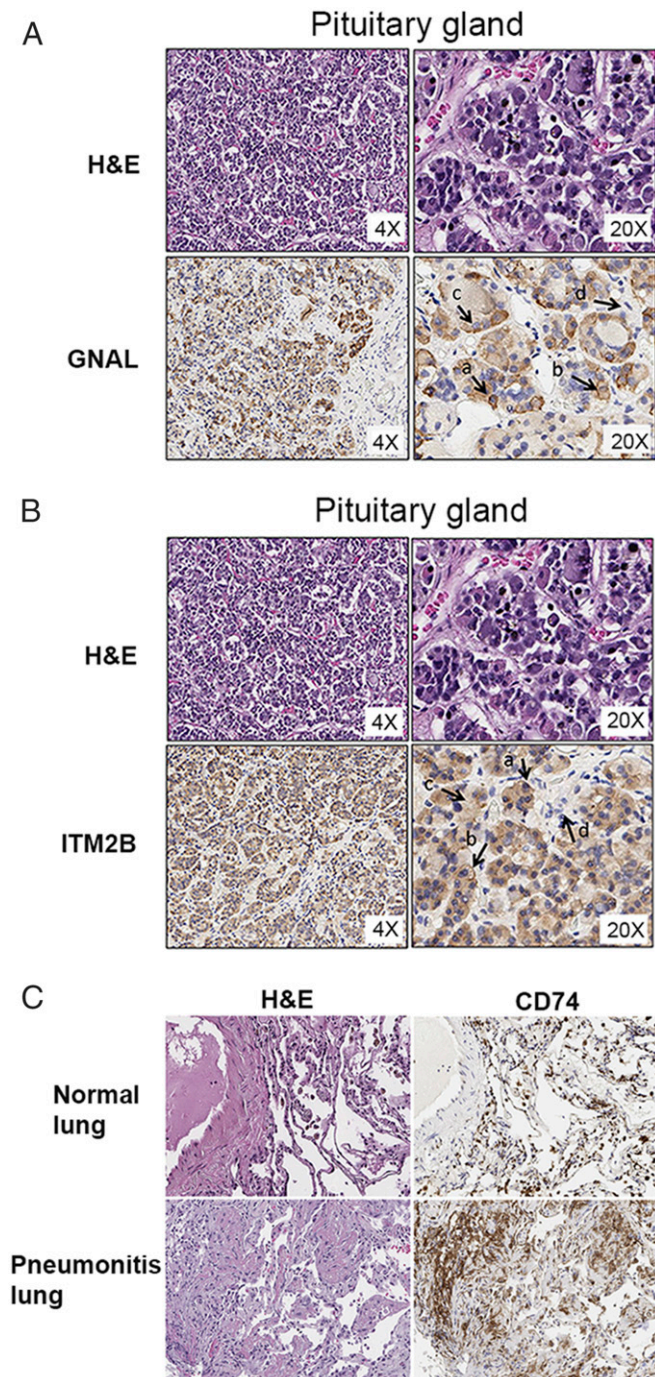 A
Pituitary gland
H&E
4X
20X
GNAL
4X
c
d
a
b
20X
B
Pituitary gland
H&E
4X
20X
ITM2B
4X
a
c
b
d
20X
C
H&E
CD74
Normal
lung
Pneumonitis
lung